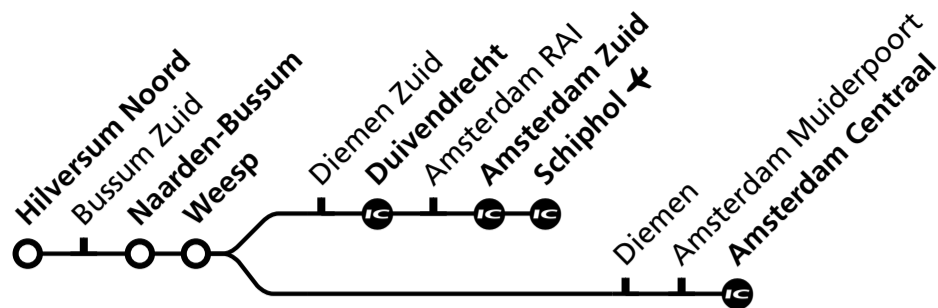 Hilversum Noord
Bussum Zuid
Naarden-Bussum
Weesp
Diemen Zuid
Duivendrecht
Amsterdam RAI
Amsterdam Zuid
Schiphol
IC
IC
IC
Diemen
Amsterdam Muiderpoort
Amsterdam Centraal
IC